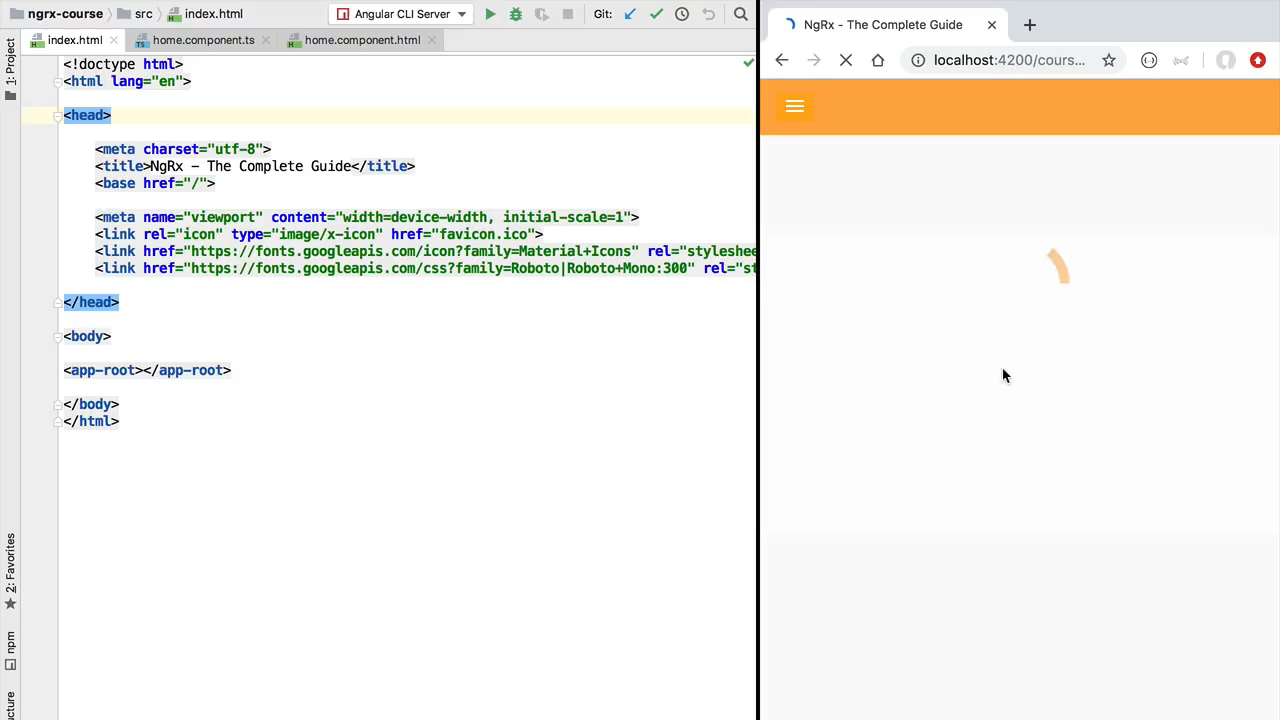 ngrx-course src index.html Angular CLI Server Git:
index.html home.component.ts home.component.html
1: Project
2: Favorites
npm
ucture
<!doctype html>
<html lang="en">
<head>
<meta charset="utf-8">
<title>NgRx – The Complete Guide</title>
<base href="/">
<meta name="viewport" content="width=device-width, initial-scale=1">
<link rel="icon" type="image/x-icon" href="favicon.ico">
<link href="https://fonts.googleapis.com/icon?family=Material+Icons" rel="styleshee
<link href="https://fonts.googleapis.com/css?family=Roboto|Roboto+Mono:300" rel="st
</head>
<body>
<app-root></app-root>
</body>
</html>
NgRx - The Complete Guide
localhost:4200/cours...